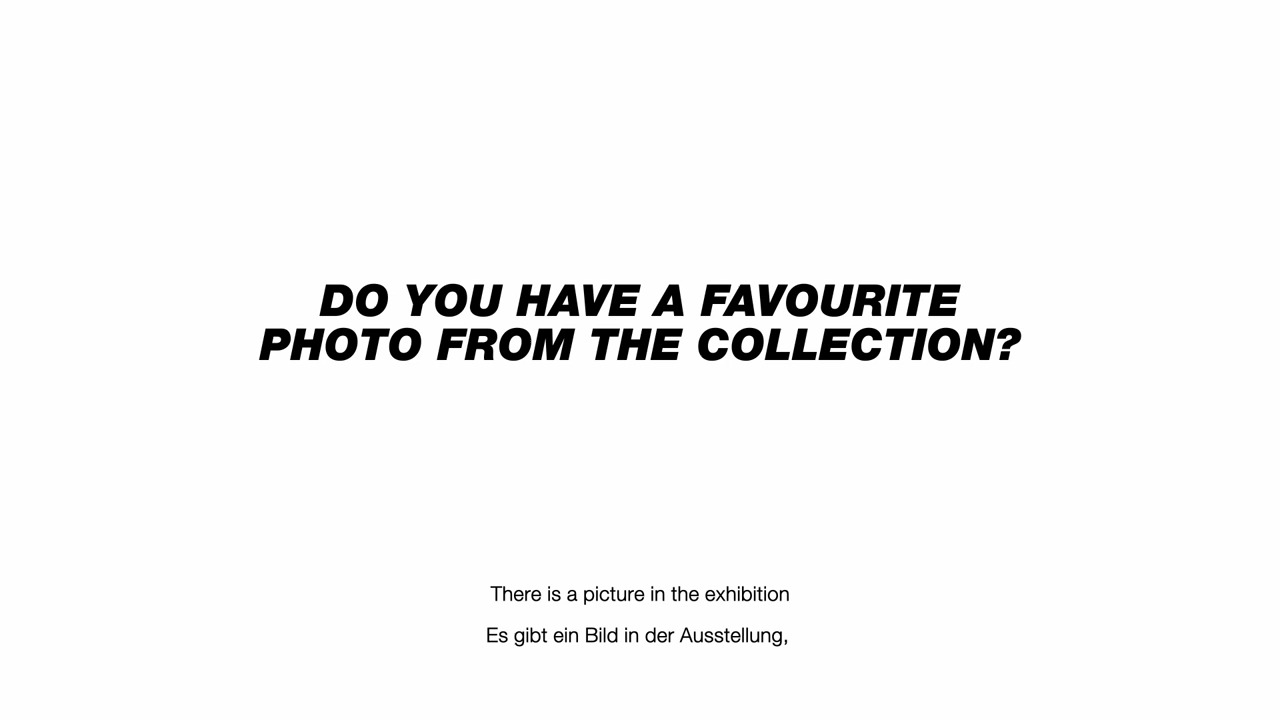 DO YOU HAVE A FAVOURITE
PHOTO FROM THE COLLECTION?
There is a picture in the exhibition
Es gibt ein Bild in der Ausstellung,